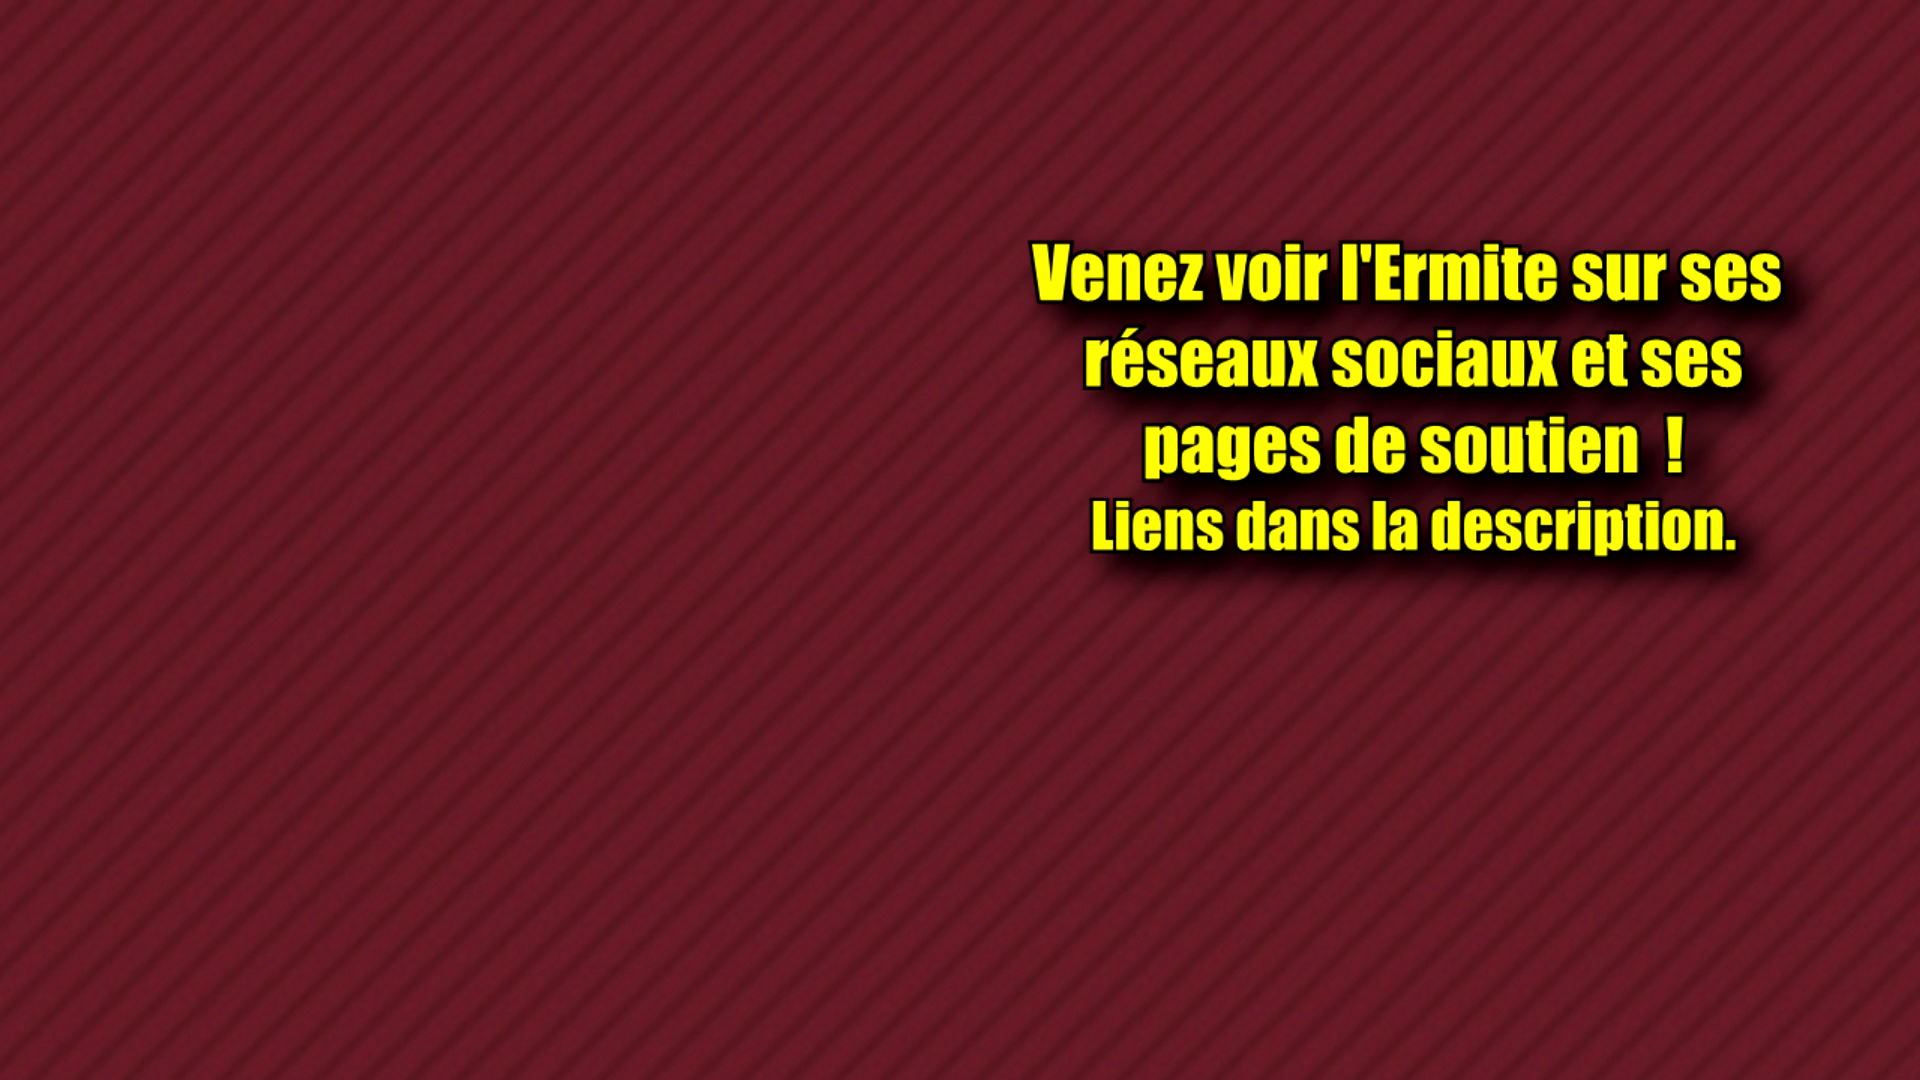 Venez voir l'Ermite sur ses
réseaux sociaux et ses
pages de soutien  !
Liens dans la description.